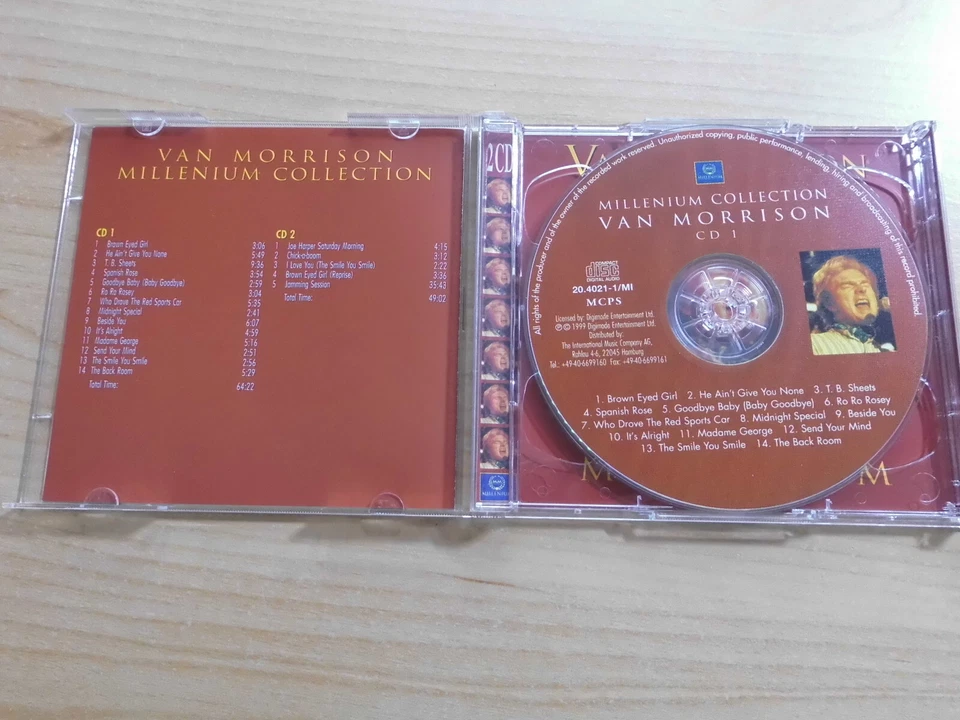 VAN MORRISON
MILLENIUM COLLECTION
CD 1
1 Brown Eyed Girl 3:06
2 He Ain't Give You None 5:49
3 T. B. Sheets 9:36
4 Spanish Rose 3:54
5 Goodbye Baby (Baby Goodbye) 2:59
6 Ro Ro Rosey 3:04
7 Who Drove The Red Sports Car 5:35
8 Midnight Special 2:41
9 Beside You 6:07
10 It's Alright 4:59
11 Madame George 5:16
12 Send Your Mind 2:51
13 The Smile You Smile 2:56
14 The Back Room 5:29
Total Time: 64:22
CD 2
1 Joe Harper Saturday Morning 4:15
2 Chick-a-boom 3:12
3 I Love You (The Smile You Smile) 2:22
4 Brown Eyed Girl (Reprise) 3:36
5 Jamming Session 35:43
Total Time: 49:02
2CD
MILLENIUM
All rights of the producer and of the owner of the recorded work reserved. Unauthorized copying, public performance, lending, hiring and broadcasting of this record prohibited.
MILLENIUM
MILLENIUM COLLECTION
VAN MORRISON
CD 1
COMPACT
disc
DIGITAL AUDIO
20.4021-1/MI
MCPS
Licensed by: Digimode Entertainment Ltd.
℗ © 1999 Digimode Entertainment Ltd.
Distributed by:
The International Music Company AG,
Rahlau 4-6, 22045 Hamburg
Tel.: +49-40-6699160 Fax: +49-40-6699161
1. Brown Eyed Girl 2. He Ain't Give You None 3. T. B. Sheets
4. Spanish Rose 5. Goodbye Baby (Baby Goodbye) 6. Ro Ro Rosey
7. Who Drove The Red Sports Car 8. Midnight Special 9. Beside You
10. It's Alright 11. Madame George 12. Send Your Mind
13. The Smile You Smile 14. The Back Room